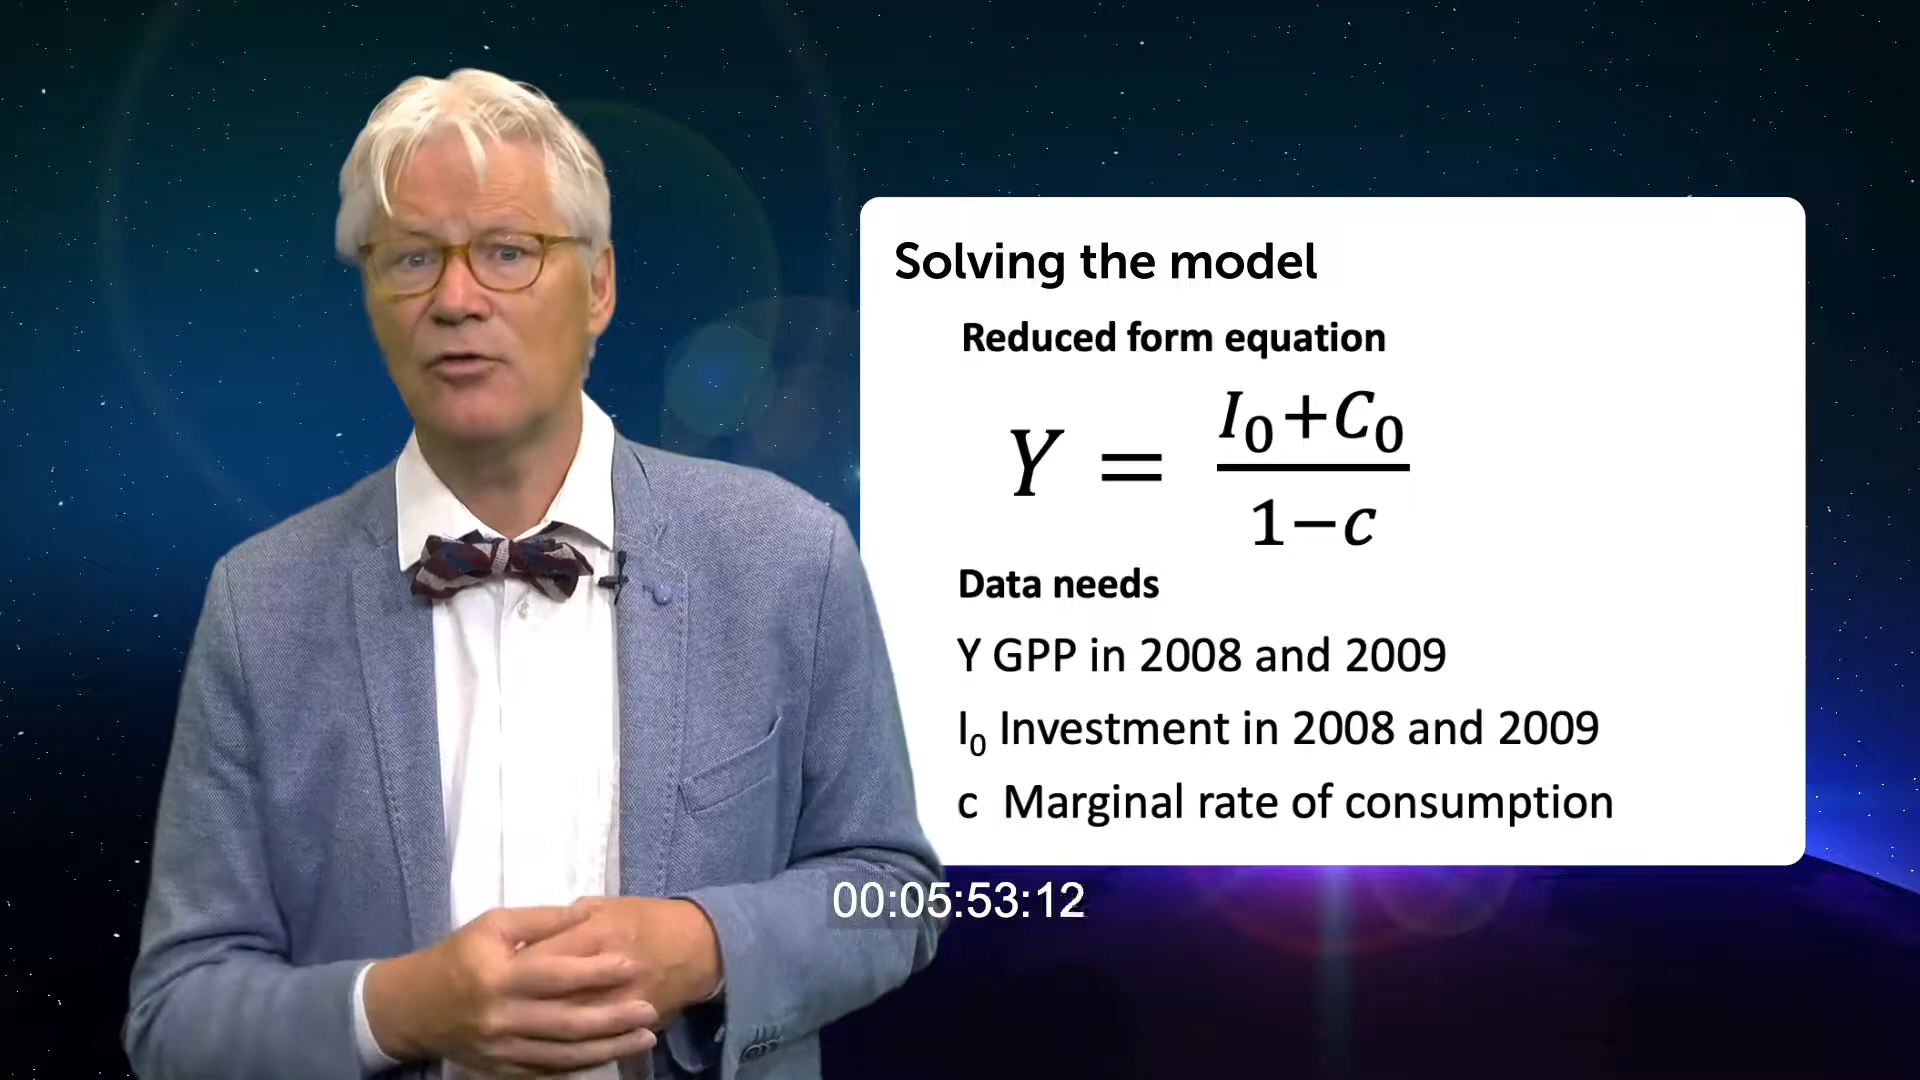 Solving the model
Reduced form equation
Y = I₀+C₀
1−c
Data needs
Y GPP in 2008 and 2009
I₀ Investment in 2008 and 2009
c Marginal rate of consumption
00:05:53:12